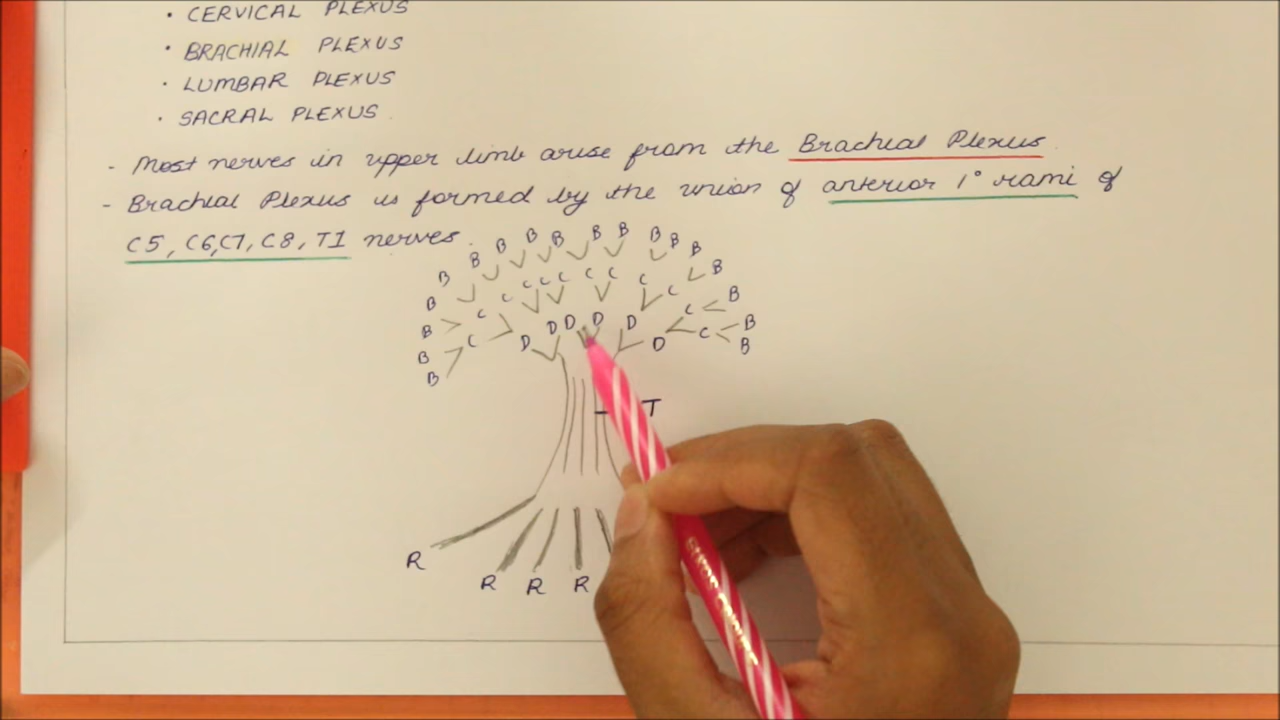 • CERVICAL PLEXUS
• BRACHIAL PLEXUS
• LUMBAR PLEXUS
• SACRAL PLEXUS
- Most nerves in upper limb arise from the Brachial Plexus.
- Brachial Plexus is formed by the union of anterior 1° rami of
C5, C6, C7, C8, T1 nerves.
B B B B B B B B B B
B C C C C C C C B
B C C C B
B C D D D D D C C B
B C D B
B
T
R
R R R